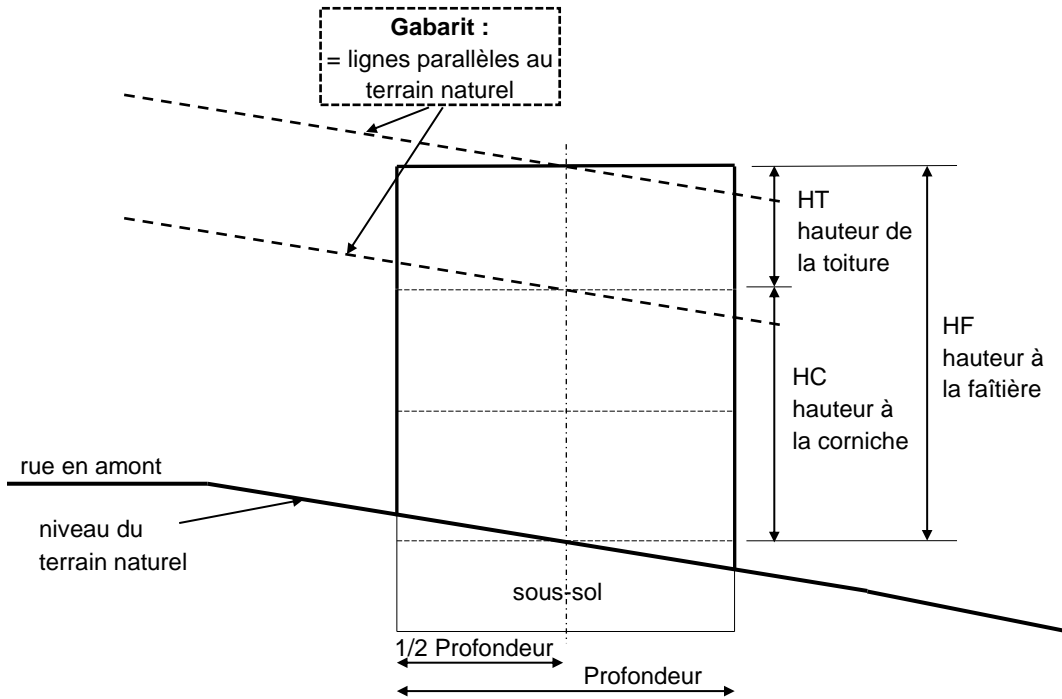 Gabarit :
= lignes parallèles au
terrain naturel
HT
hauteur de
la toiture
HF
hauteur à
la faîtière
HC
hauteur à
la corniche
rue en amont
niveau du
terrain naturel
sous-sol
1/2 Profondeur
Profondeur